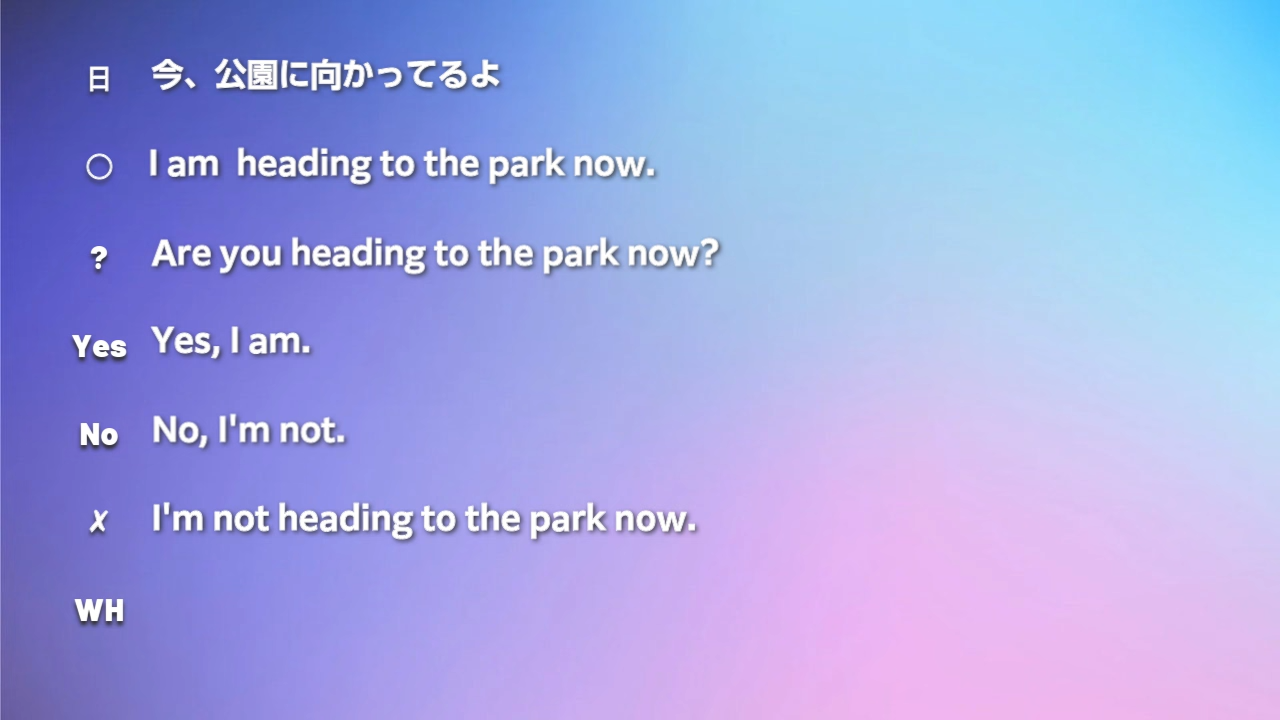 日 今、公園に向かってるよ
○ I am  heading to the park now.
? Are you heading to the park now?
Yes Yes, I am.
No No, I'm not.
✗ I'm not heading to the park now.
WH